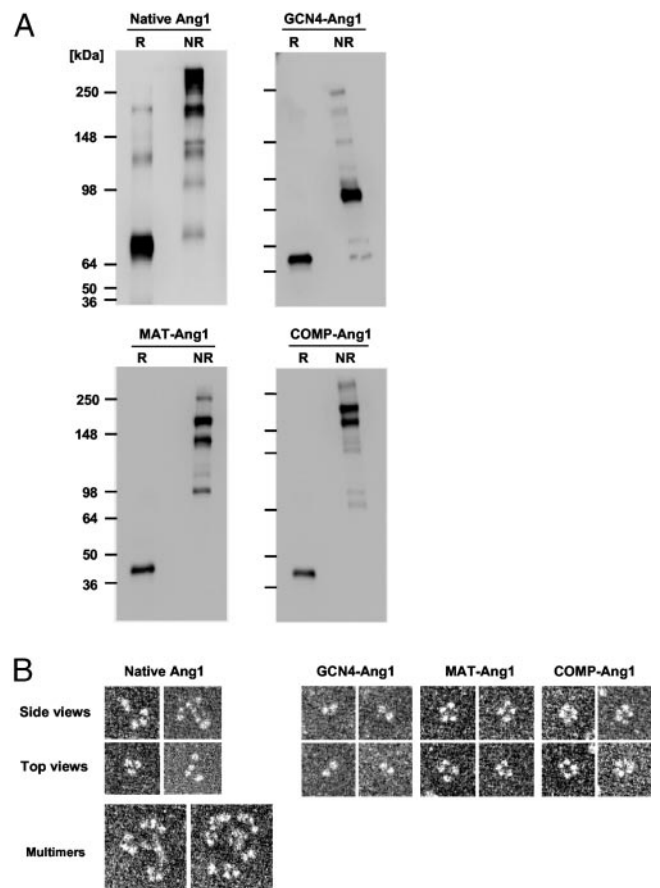 A
Native Ang1
GCN4-Ang1
R NR
R NR
[kDa]
250
148
98
64
50
36
MAT-Ang1
COMP-Ang1
R NR
R NR
250
148
98
64
50
36
B
Native Ang1
GCN4-Ang1 MAT-Ang1 COMP-Ang1
Side views
Top views
Multimers